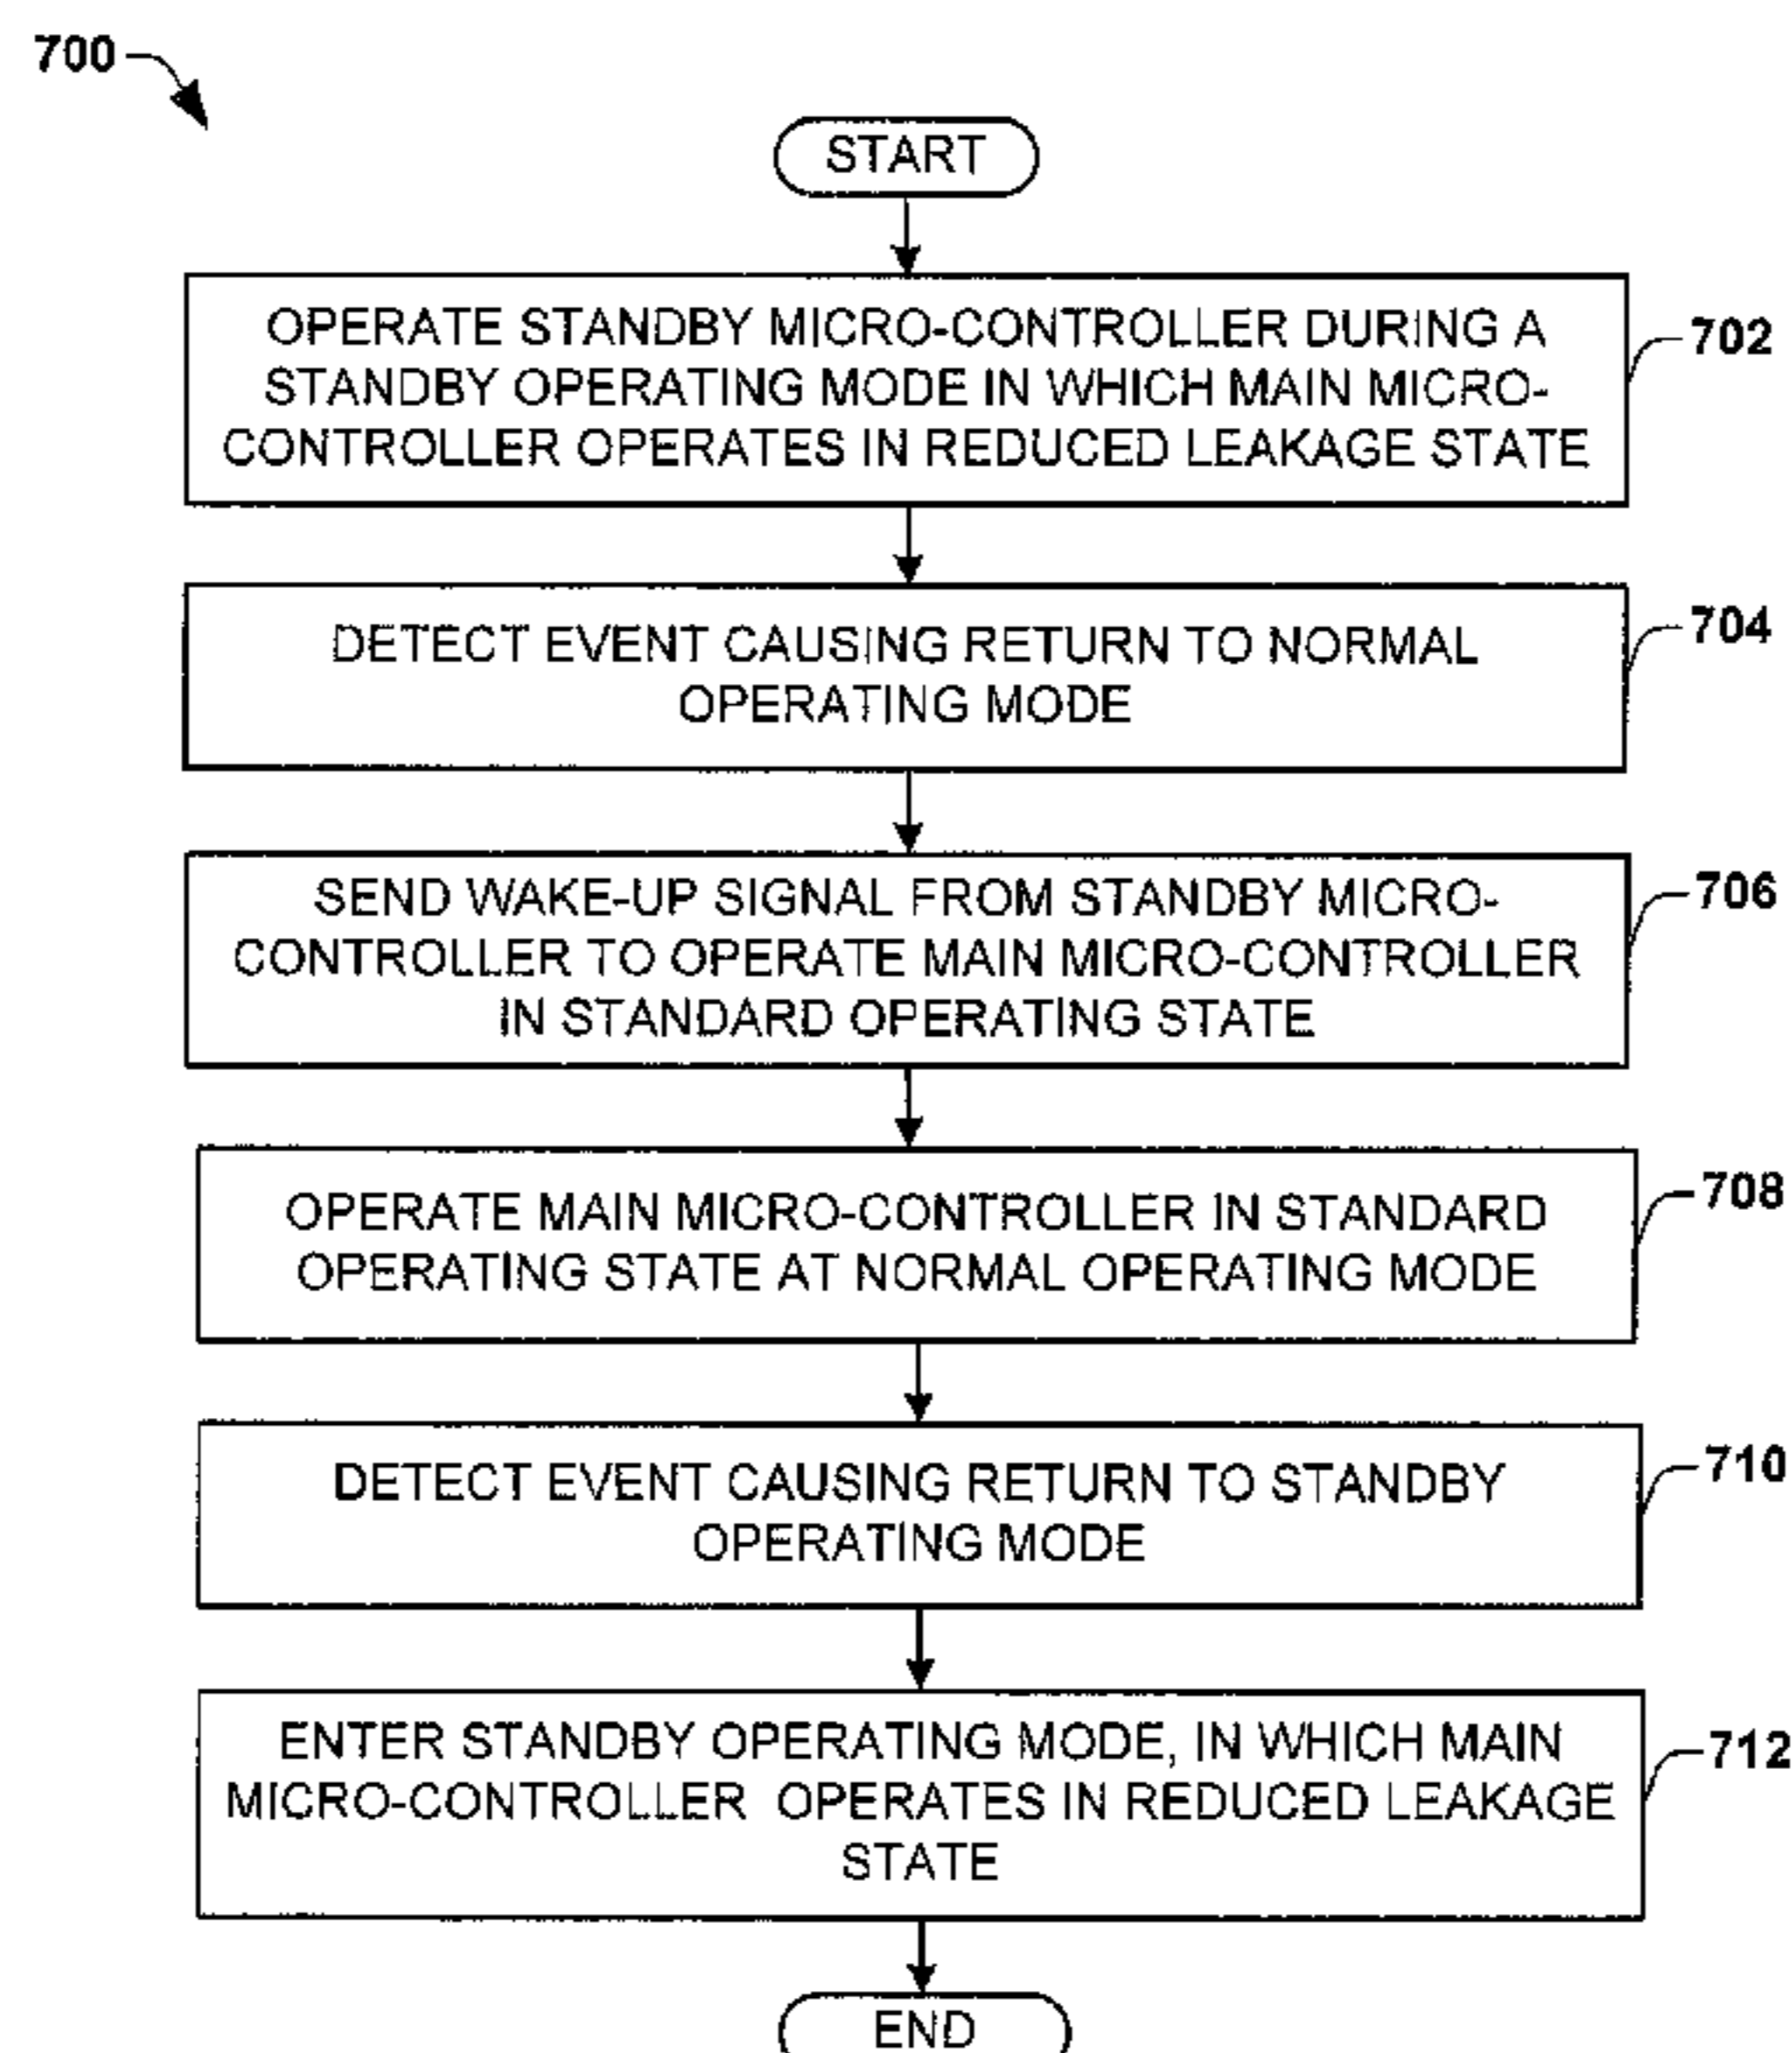 700
START
OPERATE STANDBY MICRO-CONTROLLER DURING A
STANDBY OPERATING MODE IN WHICH MAIN MICRO-
CONTROLLER OPERATES IN REDUCED LEAKAGE STATE
702
DETECT EVENT CAUSING RETURN TO NORMAL
OPERATING MODE
704
SEND WAKE-UP SIGNAL FROM STANDBY MICRO-
CONTROLLER TO OPERATE MAIN MICRO-CONTROLLER
IN STANDARD OPERATING STATE
706
OPERATE MAIN MICRO-CONTROLLER IN STANDARD
OPERATING STATE AT NORMAL OPERATING MODE
708
DETECT EVENT CAUSING RETURN TO STANDBY
OPERATING MODE
710
ENTER STANDBY OPERATING MODE, IN WHICH MAIN
MICRO-CONTROLLER OPERATES IN REDUCED LEAKAGE
STATE
712
END